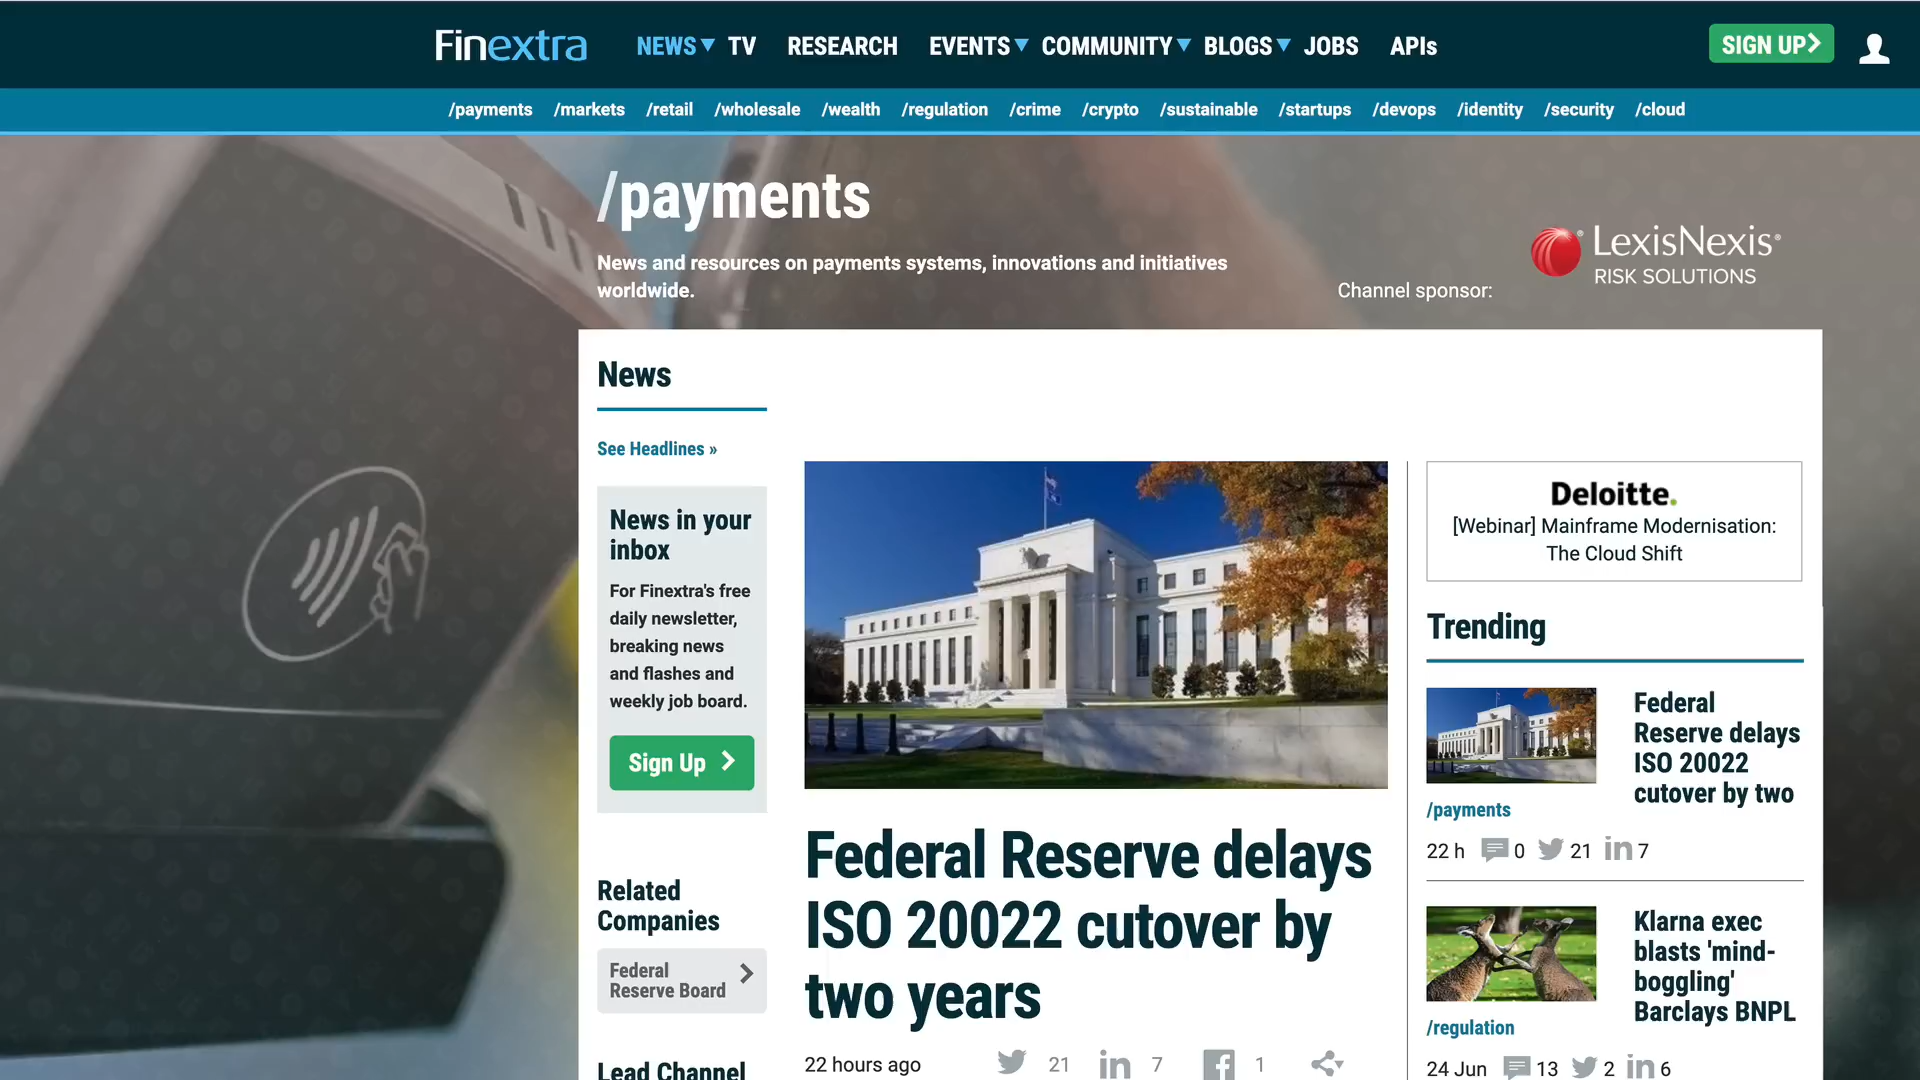 Finextra
NEWS TV RESEARCH EVENTS COMMUNITY BLOGS JOBS APIs
SIGN UP
/payments /markets /retail /wholesale /wealth /regulation /crime /crypto /sustainable /startups /devops /identity /security /cloud
/payments
News and resources on payments systems, innovations and initiatives
worldwide.
Channel sponsor:
LexisNexis®
RISK SOLUTIONS
News
See Headlines »
News in your
inbox
For Finextra's free
daily newsletter,
breaking news
and flashes and
weekly job board.
Sign Up
Related
Companies
Federal
Reserve Board
Lead Channel
Federal Reserve delays
ISO 20022 cutover by
two years
22 hours ago 21 7 1
Deloitte.
[Webinar] Mainframe Modernisation:
The Cloud Shift
Trending
Federal
Reserve delays
ISO 20022
cutover by two
/payments
22 h 0 21 7
Klarna exec
blasts 'mind-
boggling'
Barclays BNPL
/regulation
24 Jun 13 2 6